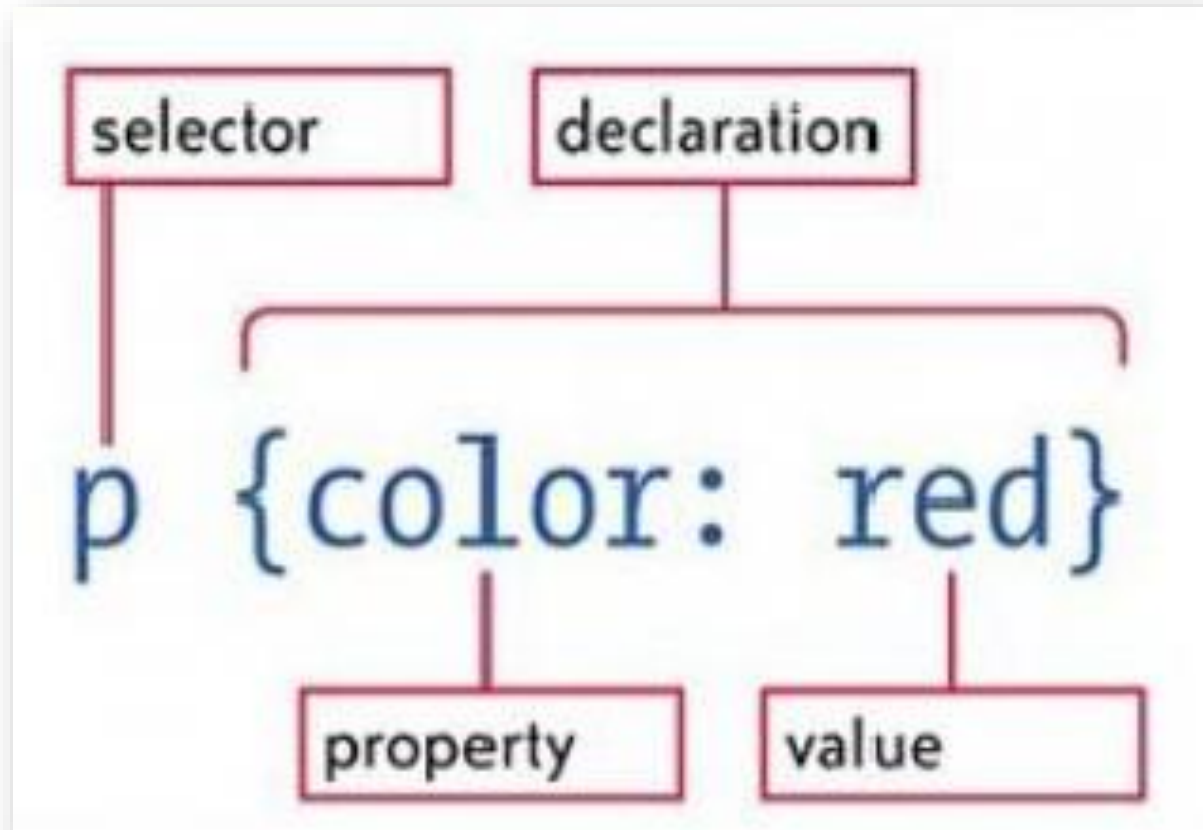 selector declaration
p {color: red}
property value